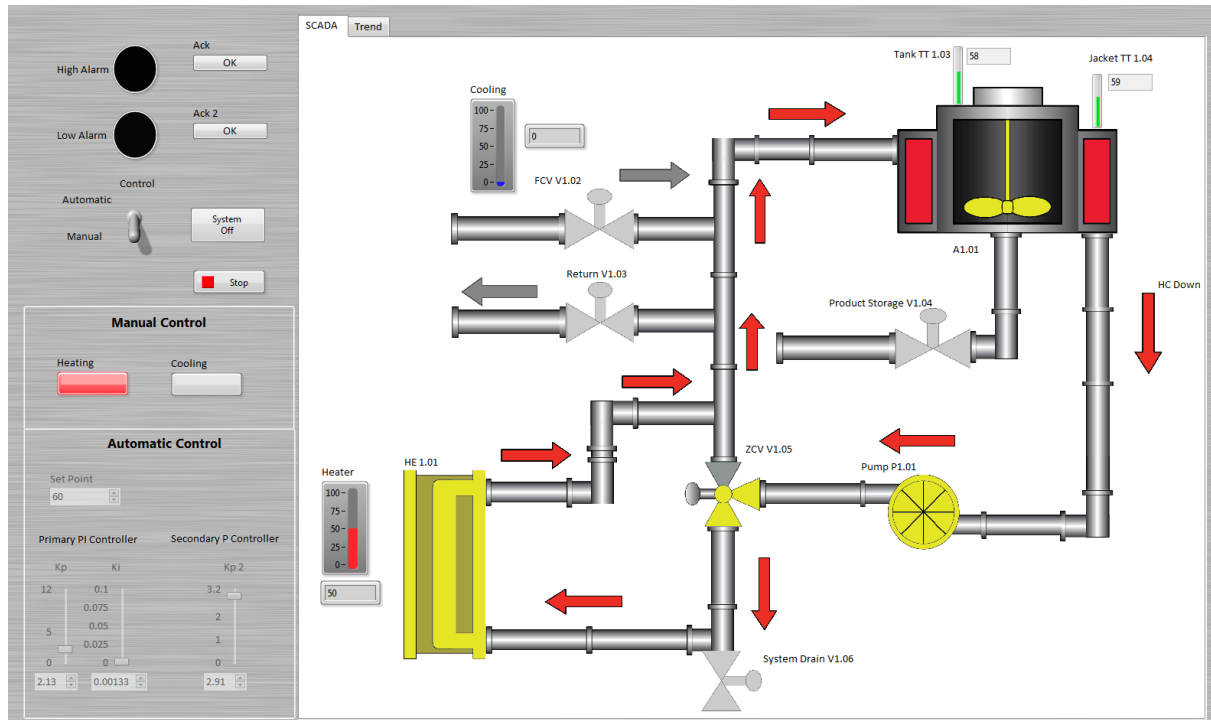 Ack
High Alarm
OK
Ack 2
Low Alarm
OK
Control
Automatic
Manual
System
Off
Stop
Manual Control
Heating
Cooling
Automatic Control
Set Point
60
Primary PI Controller
Secondary P Controller
Kp
Ki
Kp 2
12
5
0
0.1
0.075
0.05
0.025
0
3.2
2
1
0
2.13
0.00133
2.91
SCADA
Trend
Tank TT 1.03
58
Jacket TT 1.04
59
Cooling
100
75
50
25
0
0
FCV V1.02
Return V1.03
A1.01
HC Down
Product Storage V1.04
ZCV V1.05
Pump P1.01
HE 1.01
Heater
100
75
50
25
0
50
System Drain V1.06